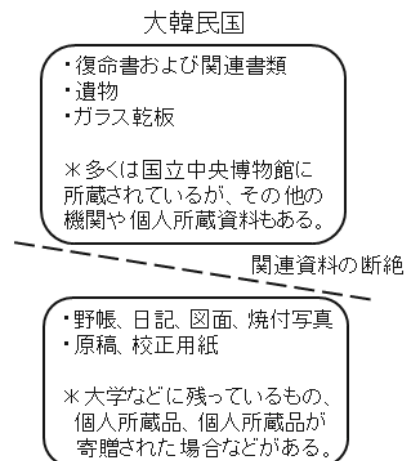 大韓民国
・復命書および関連書類
・遺物
・ガラス乾板
＊多くは国立中央博物館に
所蔵されているが、その他の
機関や個人所蔵資料もある。
関連資料の断絶
・野帳、日記、図面、焼付写真
・原稿、校正用紙
＊大学などに残っているもの、
個人所蔵品、個人所蔵品が
寄贈された場合などがある。